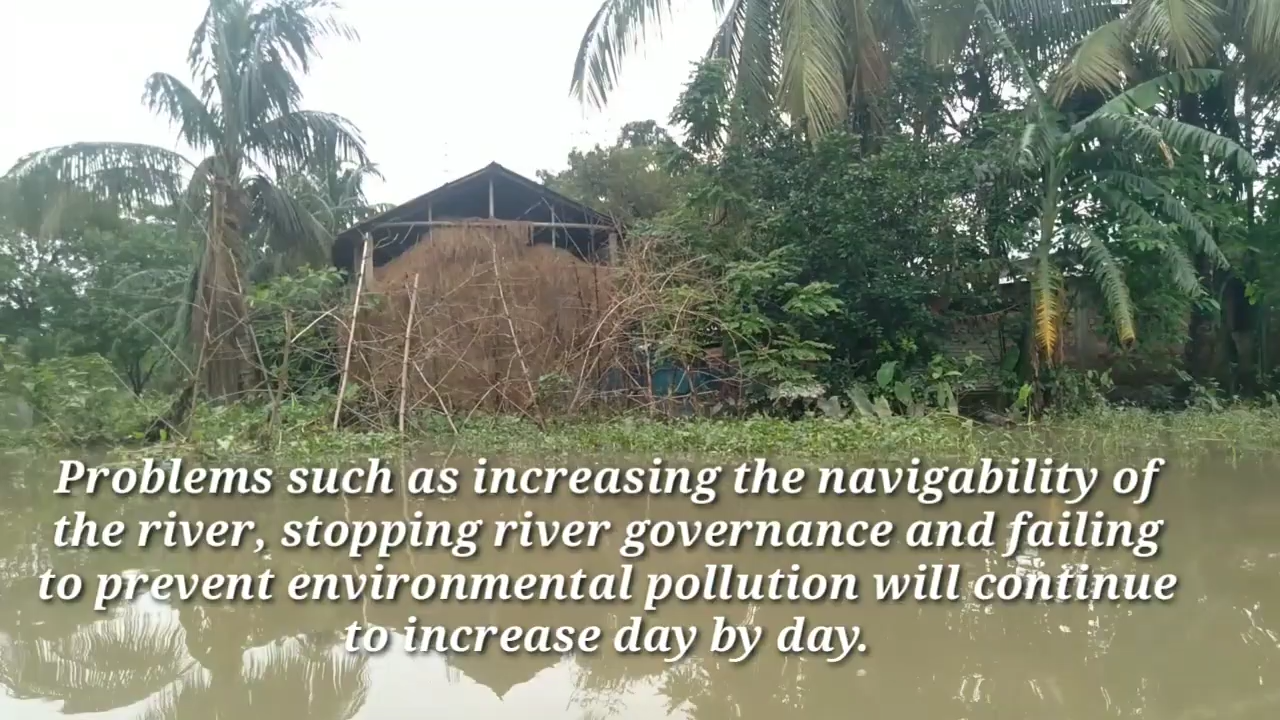 Problems such as increasing the navigability of
the river, stopping river governance and failing
to prevent environmental pollution will continue
to increase day by day.